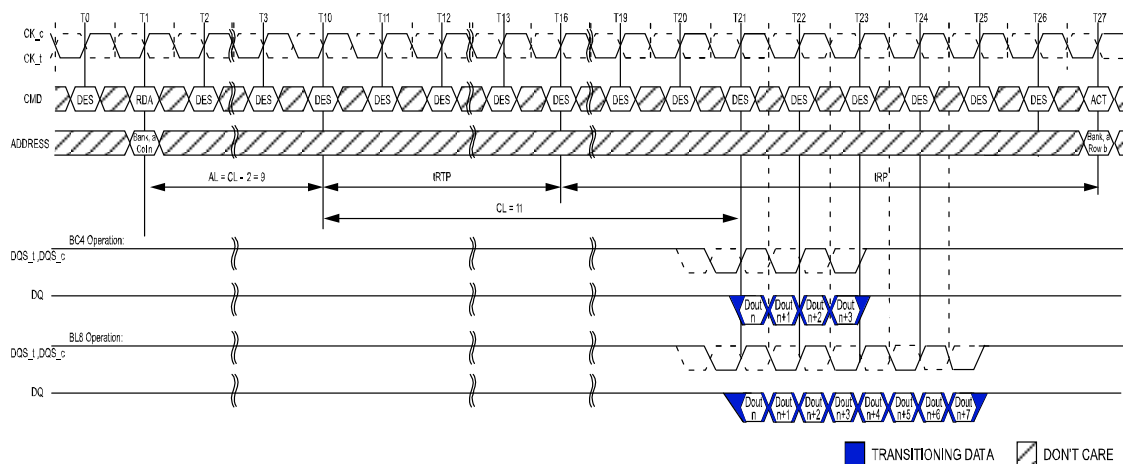 T0 T1 T2 T3 T10 T11 T12 T13 T16 T19 T20 T21 T22 T23 T24 T25 T26 T27
CK_c
CK_t
CMD DES RDA DES DES DES DES DES DES DES DES DES DES DES DES DES DES DES ACT
ADDRESS Bank, a Col n Bank, a Row b
AL = CL - 2 = 9 tRTP tRP
CL = 11
BC4 Operation:
DQS_t ,DQS_c
DQ Dout n Dout n+1 Dout n+2 Dout n+3
BL8 Operation:
DQS_t ,DQS_c
DQ Dout n Dout n+1 Dout n+2 Dout n+3 Dout n+4 Dout n+5 Dout n+6 Dout n+7
TRANSITIONING DATA DON'T CARE